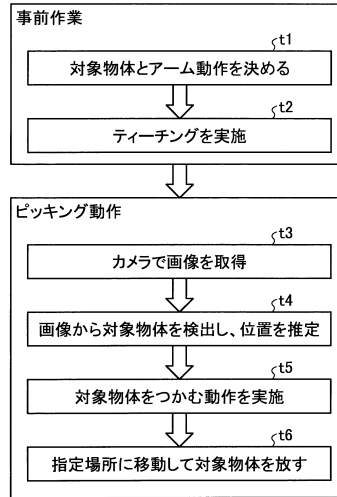 事前作業
t1
対象物体とアーム動作を決める
t2
ティーチングを実施
ピッキング動作
t3
カメラで画像を取得
t4
画像から対象物体を検出し、位置を推定
t5
対象物体をつかむ動作を実施
t6
指定場所に移動して対象物体を放す